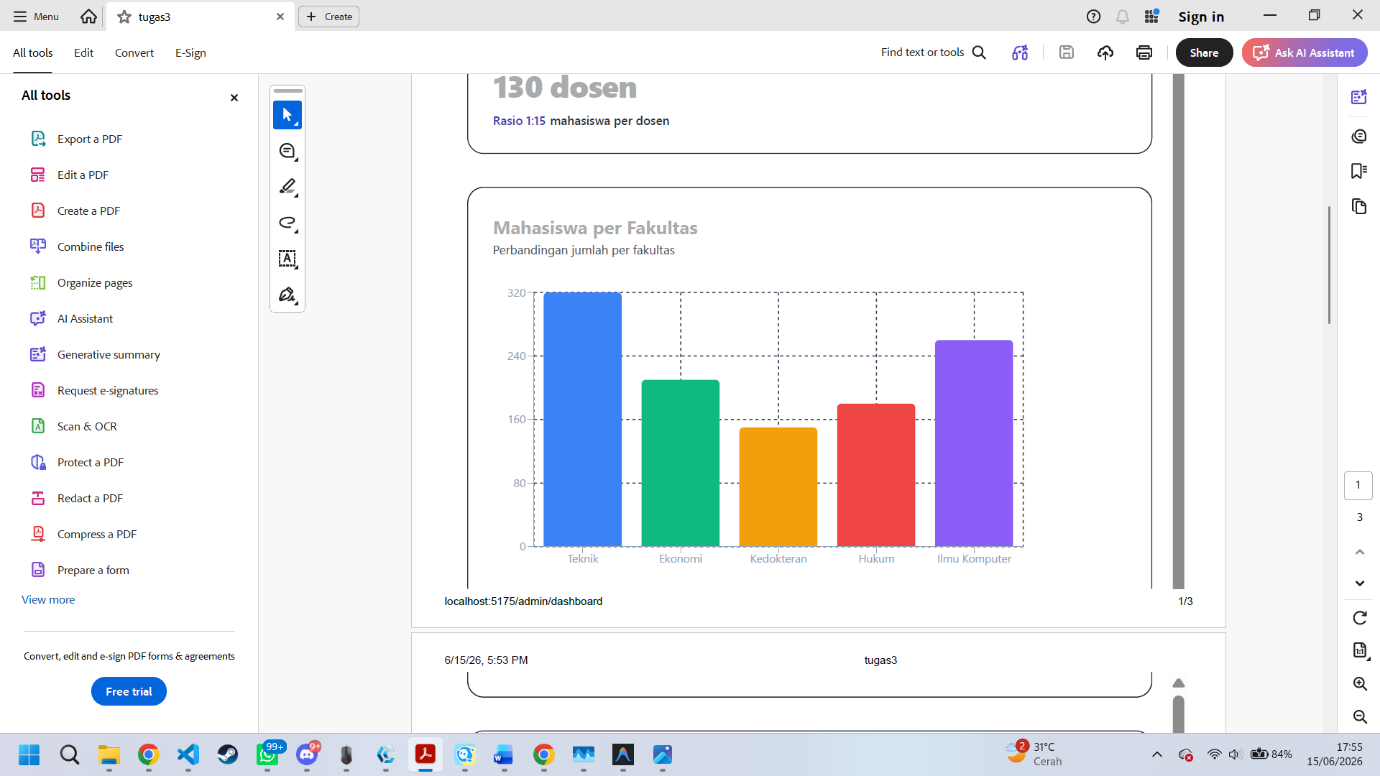 Menu
tugas3
Create
Sign in
All tools
Edit
Convert
E-Sign
Find text or tools
Share
Ask AI Assistant
All tools
Export a PDF
Edit a PDF
Create a PDF
Combine files
Organize pages
AI Assistant
Generative summary
Request e-signatures
Scan & OCR
Protect a PDF
Redact a PDF
Compress a PDF
Prepare a form
View more
Convert, edit and e-sign PDF forms & agreements
Free trial
130 dosen
Rasio 1:15 mahasiswa per dosen
Mahasiswa per Fakultas
Perbandingan jumlah per fakultas
320
240
160
80
0
Teknik Ekonomi Kedokteran Hukum Ilmu Komputer
localhost:5175/admin/dashboard 1/3
6/15/26, 5:53 PM tugas3
1
3
99+
9+
2
31°C
Cerah
84%
17:55
15/06/2026